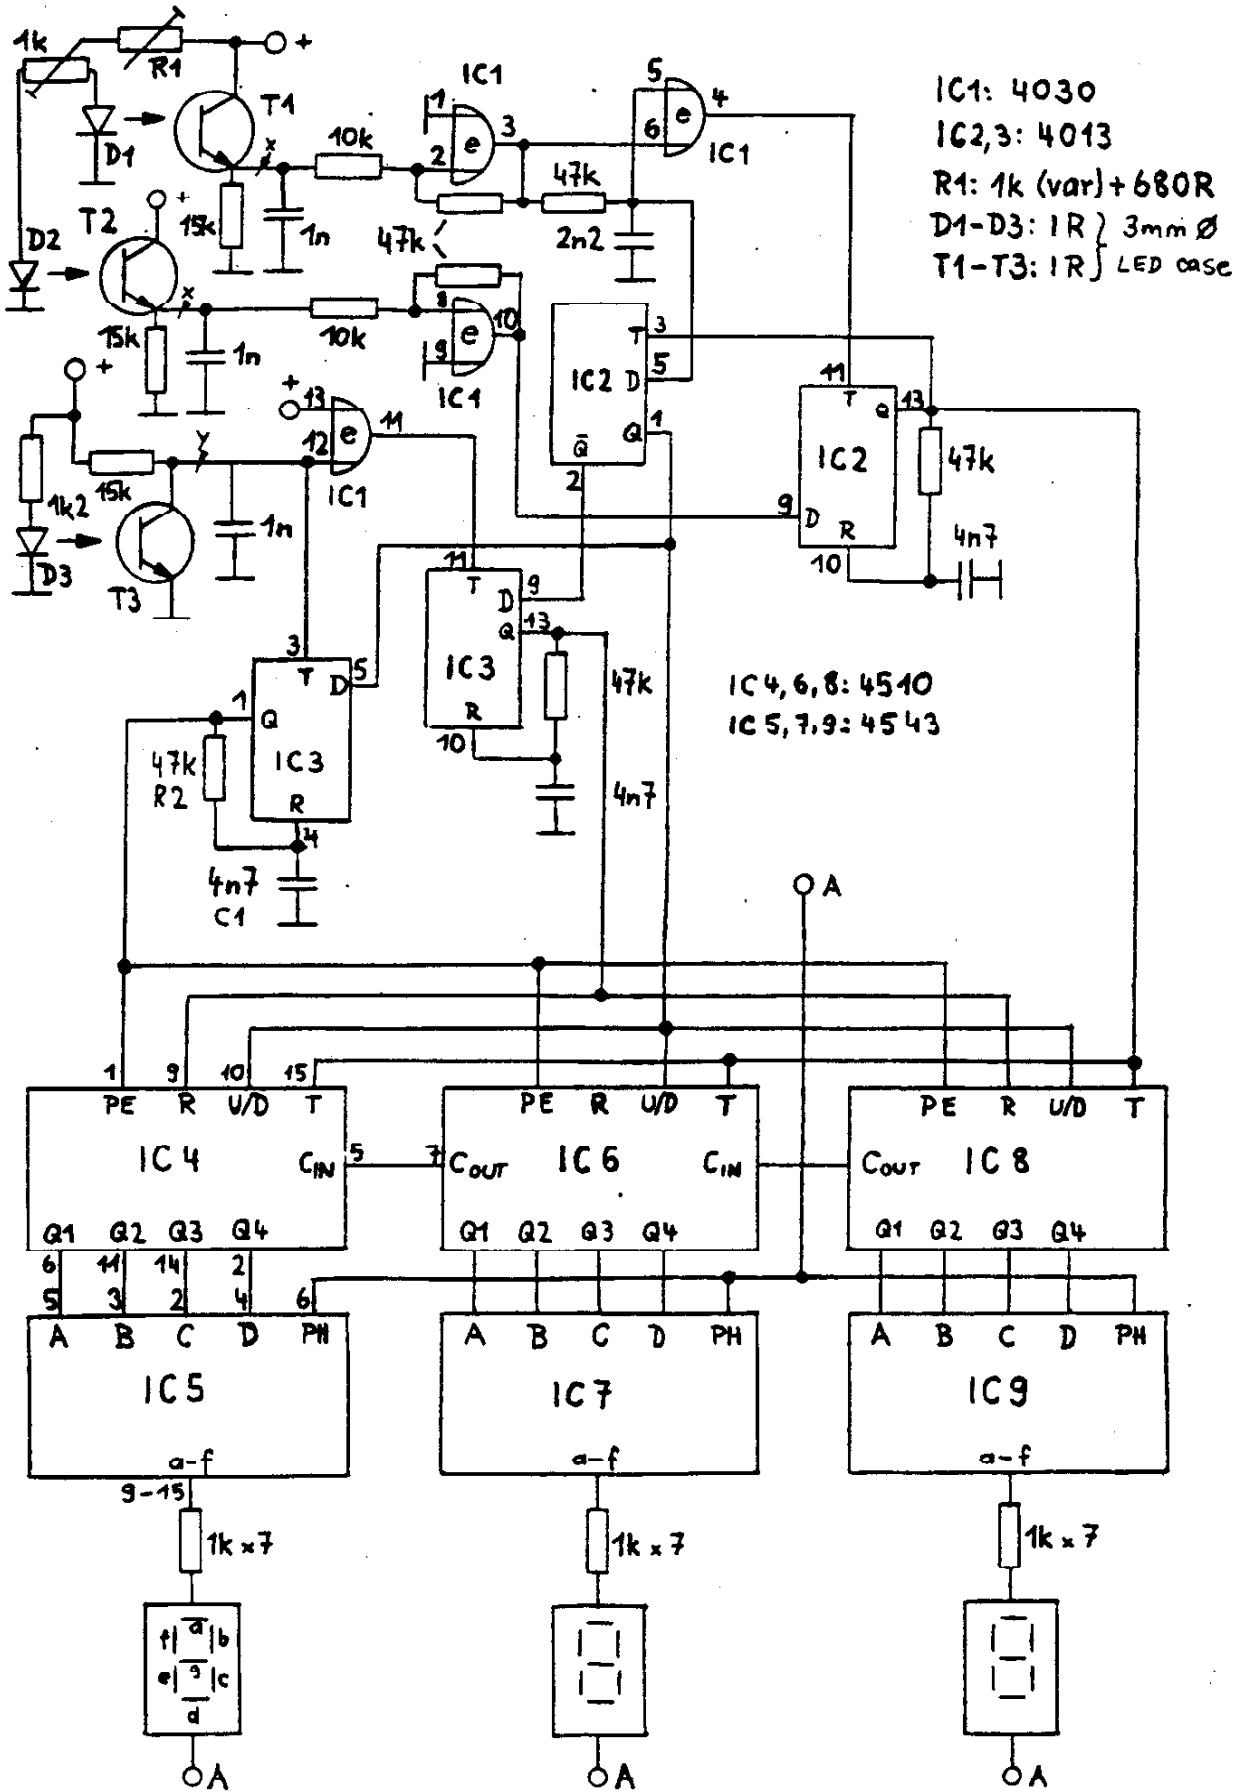 1k
R1
+
IC1
5
4
6
e
IC1
IC1: 4030
IC2,3: 4013
R1: 1k (var)+680R
D1-D3: IR } 3mm Ø
T1-T3: IR } LED case
D1
T1
x
10k
1
2
e
3
47k
15k
1n
47k
2n2
T2
+
D2
x
15k
1n
10k
8
9
e
10
IC1
T 3
D 5
Q 1
IC2
Q̄
2
11
T
Q 13
IC2
9 D
R
10
47k
4n7
+
+ 13
12
e
11
IC1
15k
y
1k2
1n
D3
T3
11
T
D 9
Q 13
IC3
R
10
47k
4n7
3
T
D 5
1
Q
IC3
R
4
47k
R2
4n7
C1
IC4,6,8: 4510
IC5,7,9: 4543
A
1 9 10 15
PE R U/D T
IC4
CIN 5
Q1 Q2 Q3 Q4
6 11 14 2
PE R U/D T
7 COUT
IC6
CIN
Q1 Q2 Q3 Q4
PE R U/D T
COUT
IC8
Q1 Q2 Q3 Q4
5 3 2 4 6
A B C D PH
IC5
a-f
9-15
A B C D PH
IC7
a-f
A B C D PH
IC9
a-f
1k x 7
1k x 7
1k x 7
a
f b
g
e c
d
A
A
A